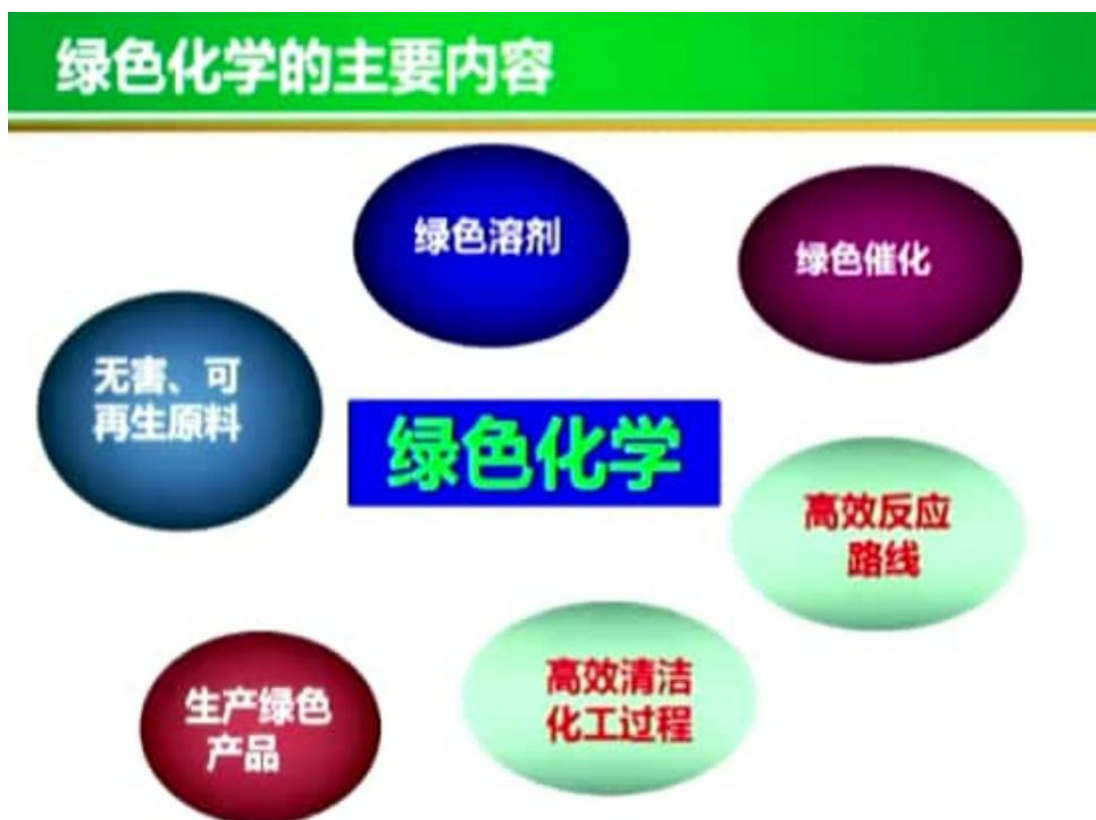 绿色化学的主要内容
绿色溶剂
绿色催化
无害、可
再生原料
绿色化学
高效反应
路线
高效清洁
化工过程
生产绿色
产品